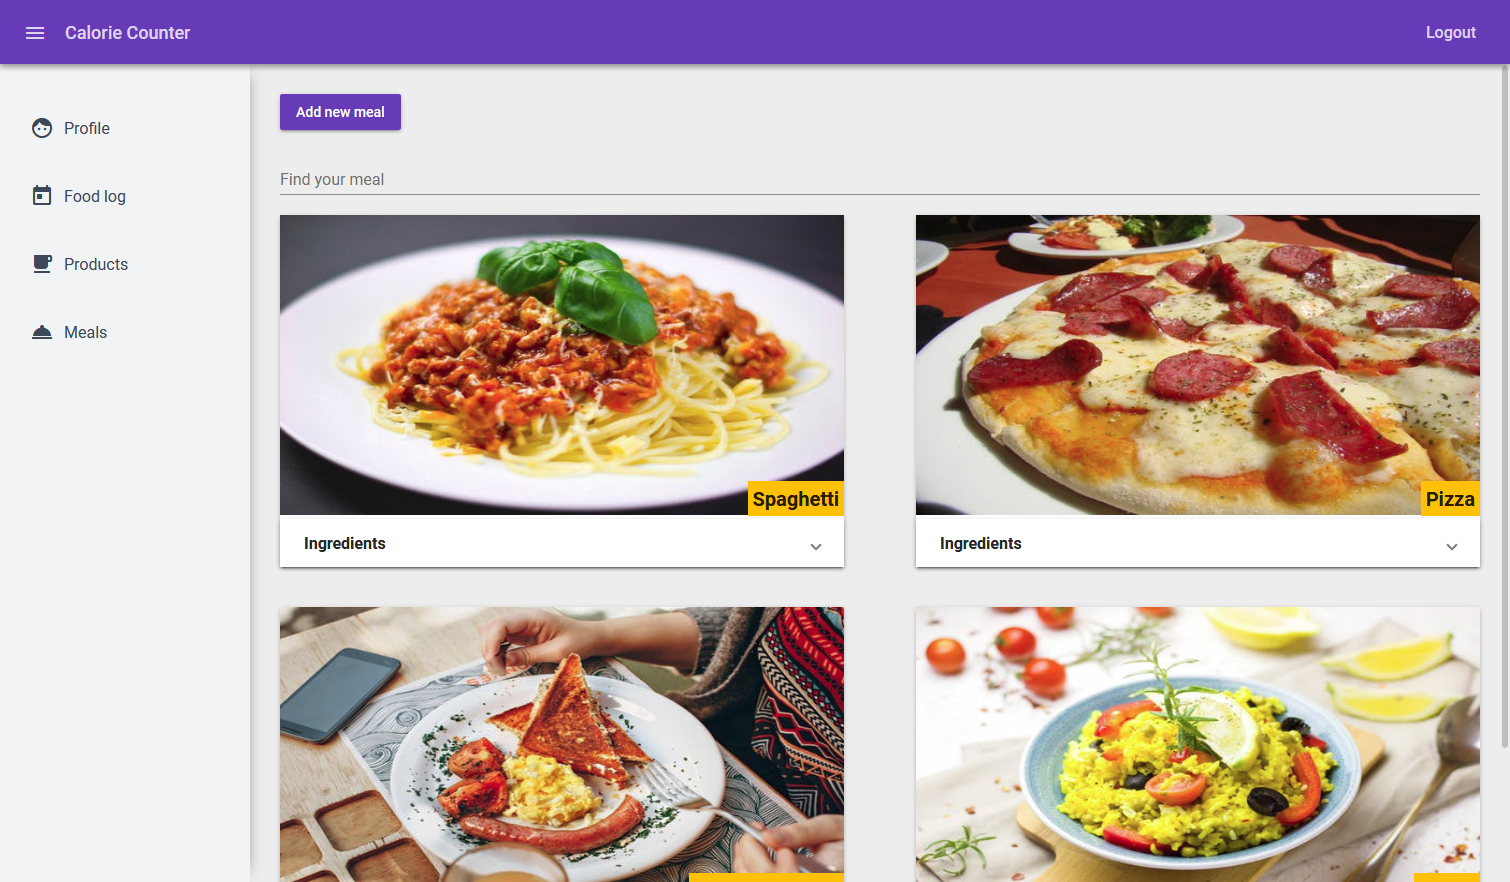 Calorie Counter
Logout
Profile
Food log
Products
Meals
Add new meal
Find your meal
Spaghetti
Ingredients
Pizza
Ingredients